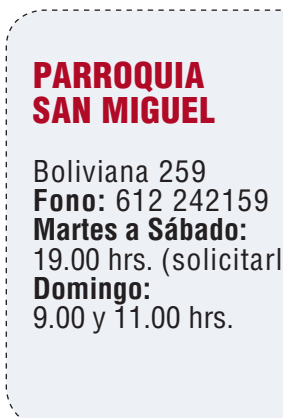 PARROQUIA
SAN MIGUEL
Boliviana 259
Fono: 612 242159
Martes a Sábado:
19.00 hrs. (solicitarl
Domingo:
9.00 y 11.00 hrs.